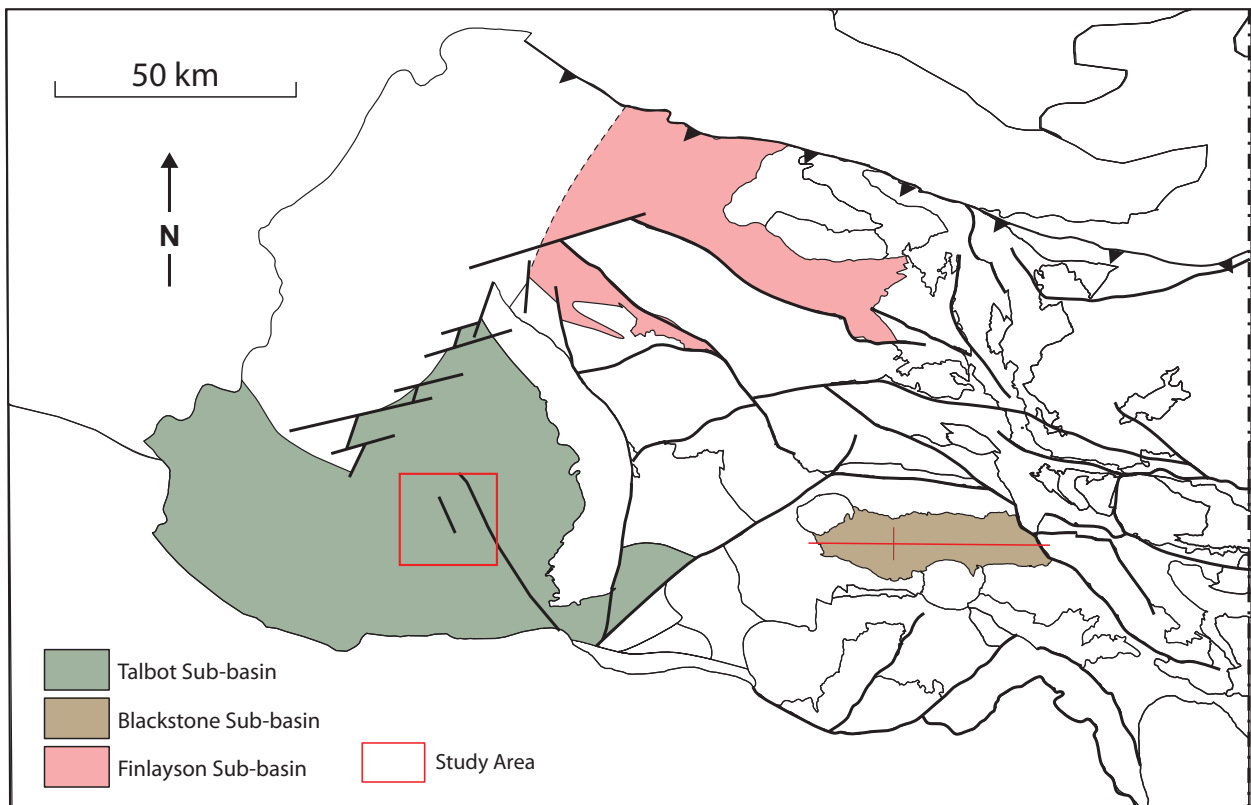 50 km
N
Talbot Sub-basin
Blackstone Sub-basin
Finlayson Sub-basin
Study Area